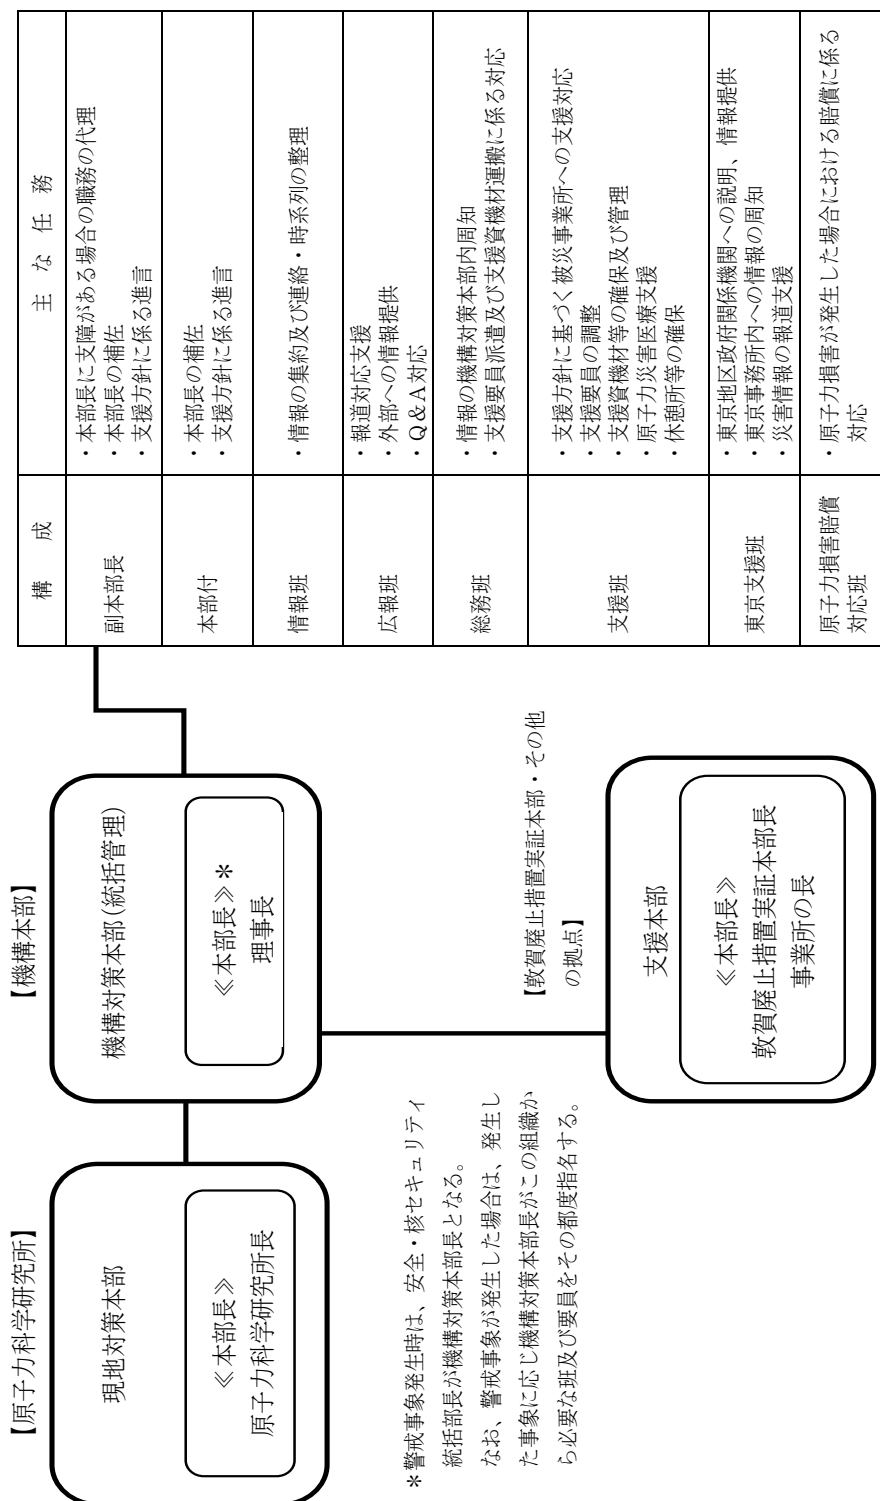 【原子力科学研究所】
現地対策本部
≪本部長≫
原子力科学研究所長
【機構本部】
機構対策本部(統括管理)
≪本部長≫＊
理事長
＊警戒事象発生時は、安全・核セキュリティ
統括部長が機構対策本部長となる。
なお、警戒事象が発生した場合は、発生し
た事象に応じ機構対策本部長がこの組織か
ら必要な班及び要員をその都度指名する。
【敦賀廃止措置実証本部・その他
の拠点】
支援本部
≪本部長≫
敦賀廃止措置実証本部長
事業所の長
構　成
主　な　任　務
副本部長
・本部長に支障がある場合の職務の代理
・本部長の補佐
・支援方針に係る進言
本部付
・本部長の補佐
・支援方針に係る進言
情報班
・情報の集約及び連絡・時系列の整理
広報班
・報道対応支援
・外部への情報提供
・Ｑ＆Ａ対応
総務班
・情報の機構対策本部内周知
・支援要員派遣及び支援資機材運搬に係る対応
支援班
・支援方針に基づく被災事業所への支援対応
・支援要員の調整
・支援資機材等の確保及び管理
・原子力災害医療支援
・休憩所等の確保
東京支援班
・東京地区政府関係機関への説明、情報提供
・東京事務所内への情報の周知
・災害情報の報道支援
原子力損害賠償
対応班
・原子力損害が発生した場合における賠償に係る
対応